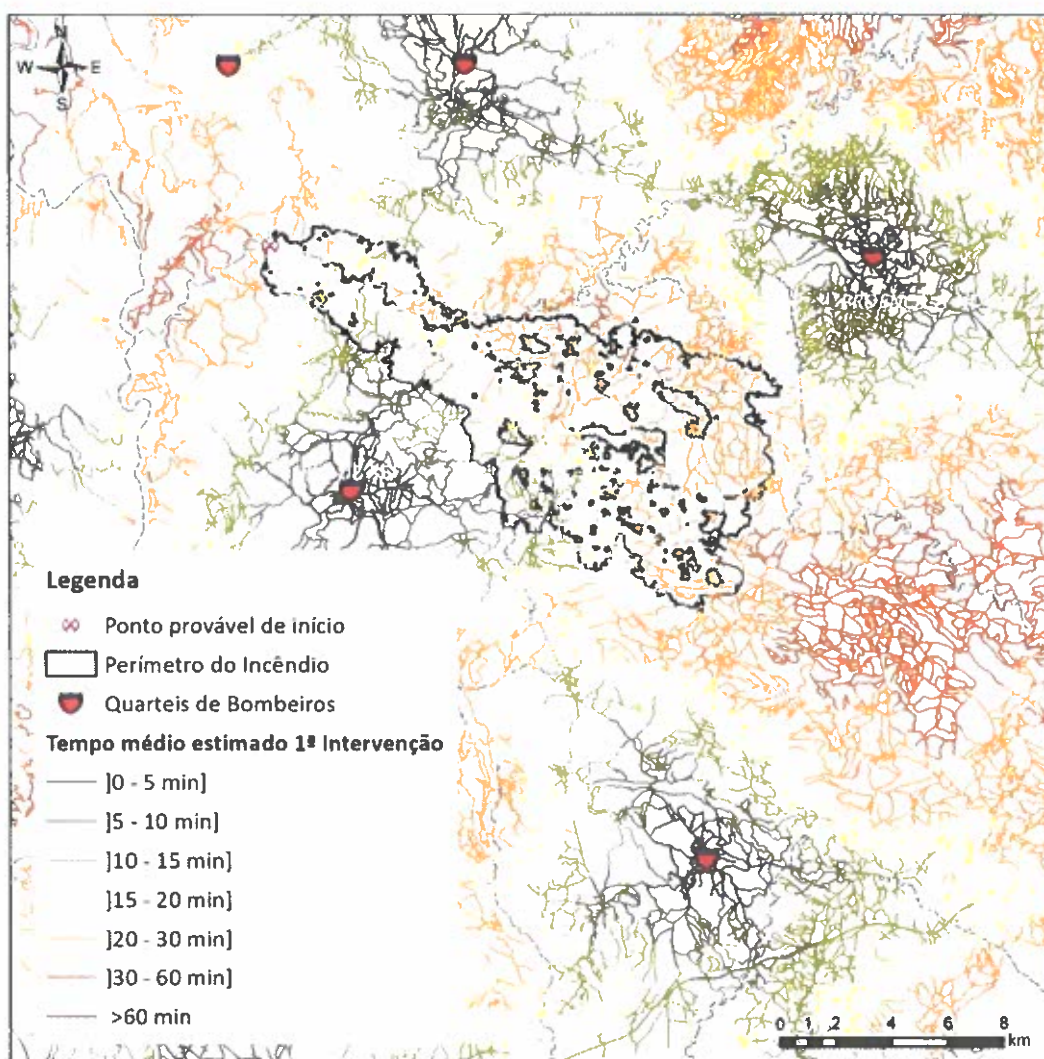 N
W E
S
Legenda
Ponto provável de início
Perímetro do Incêndio
Quarteis de Bombeiros
Tempo médio estimado 1ª Intervenção
]0 - 5 min]
]5 - 10 min]
]10 - 15 min]
]15 - 20 min]
]20 - 30 min]
]30 - 60 min]
>60 min
0 1 2 4 6 8
km